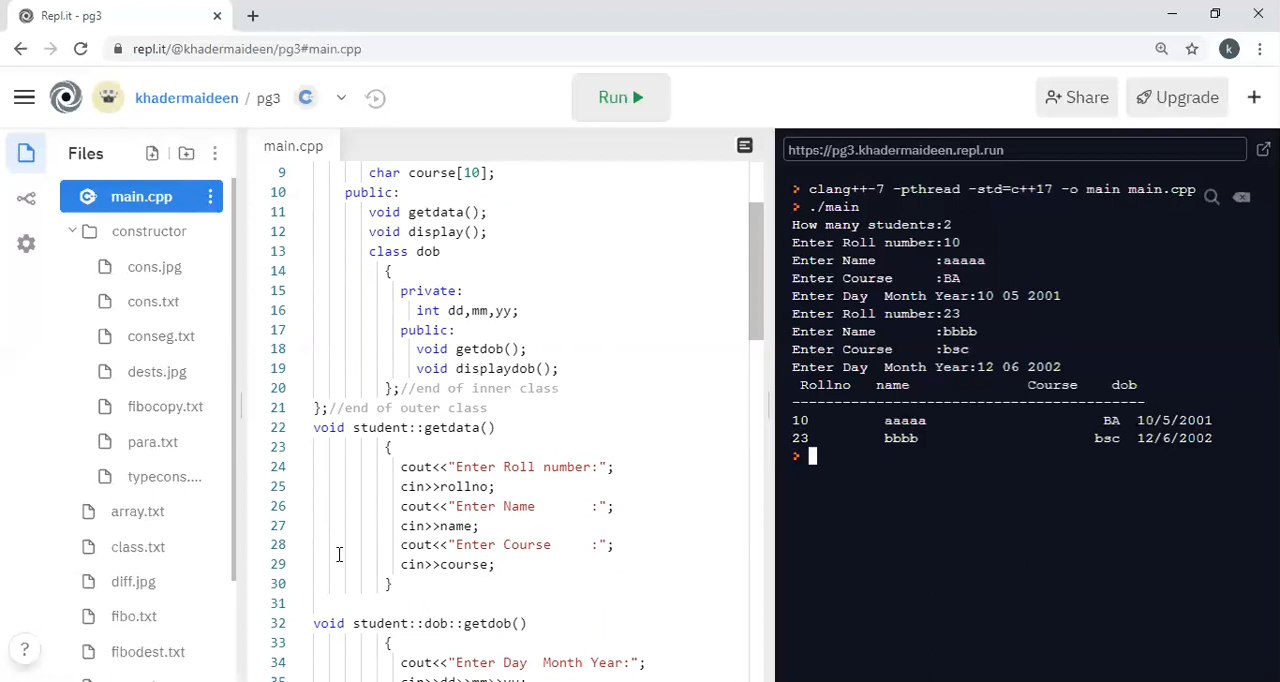 Repl.it - pg3
repl.it/@khadermaideen/pg3#main.cpp
k
khadermaideen / pg3
Run
Share
Upgrade
Files
main.cpp
constructor
cons.jpg
cons.txt
conseg.txt
dests.jpg
fibocopy.txt
para.txt
typecons....
array.txt
class.txt
diff.jpg
fibo.txt
fibodest.txt
?
main.cpp
9 char course[10];
10 public:
11 void getdata();
12 void display();
13 class dob
14 {
15 private:
16 int dd,mm,yy;
17 public:
18 void getdob();
19 void displaydob();
20 };//end of inner class
21 };//end of outer class
22 void student::getdata()
23 {
24 cout<<"Enter Roll number:";
25 cin>>rollno;
26 cout<<"Enter Name       :";
27 cin>>name;
28 cout<<"Enter Course     :";
29 cin>>course;
30 }
31
32 void student::dob::getdob()
33 {
34 cout<<"Enter Day  Month Year:";
35 cin>>dd>>mm>>yy;
https://pg3.khadermaideen.repl.run
> clang++-7 -pthread -std=c++17 -o main main.cpp
> ./main
How many students:2
Enter Roll number:10
Enter Name       :aaaaa
Enter Course     :BA
Enter Day  Month Year:10 05 2001
Enter Roll number:23
Enter Name       :bbbb
Enter Course     :bsc
Enter Day  Month Year:12 06 2002
Rollno   name                   Course    dob
---------------------------------------------
10         aaaaa                       BA  10/5/2001
23         bbbb                       bsc  12/6/2002
>